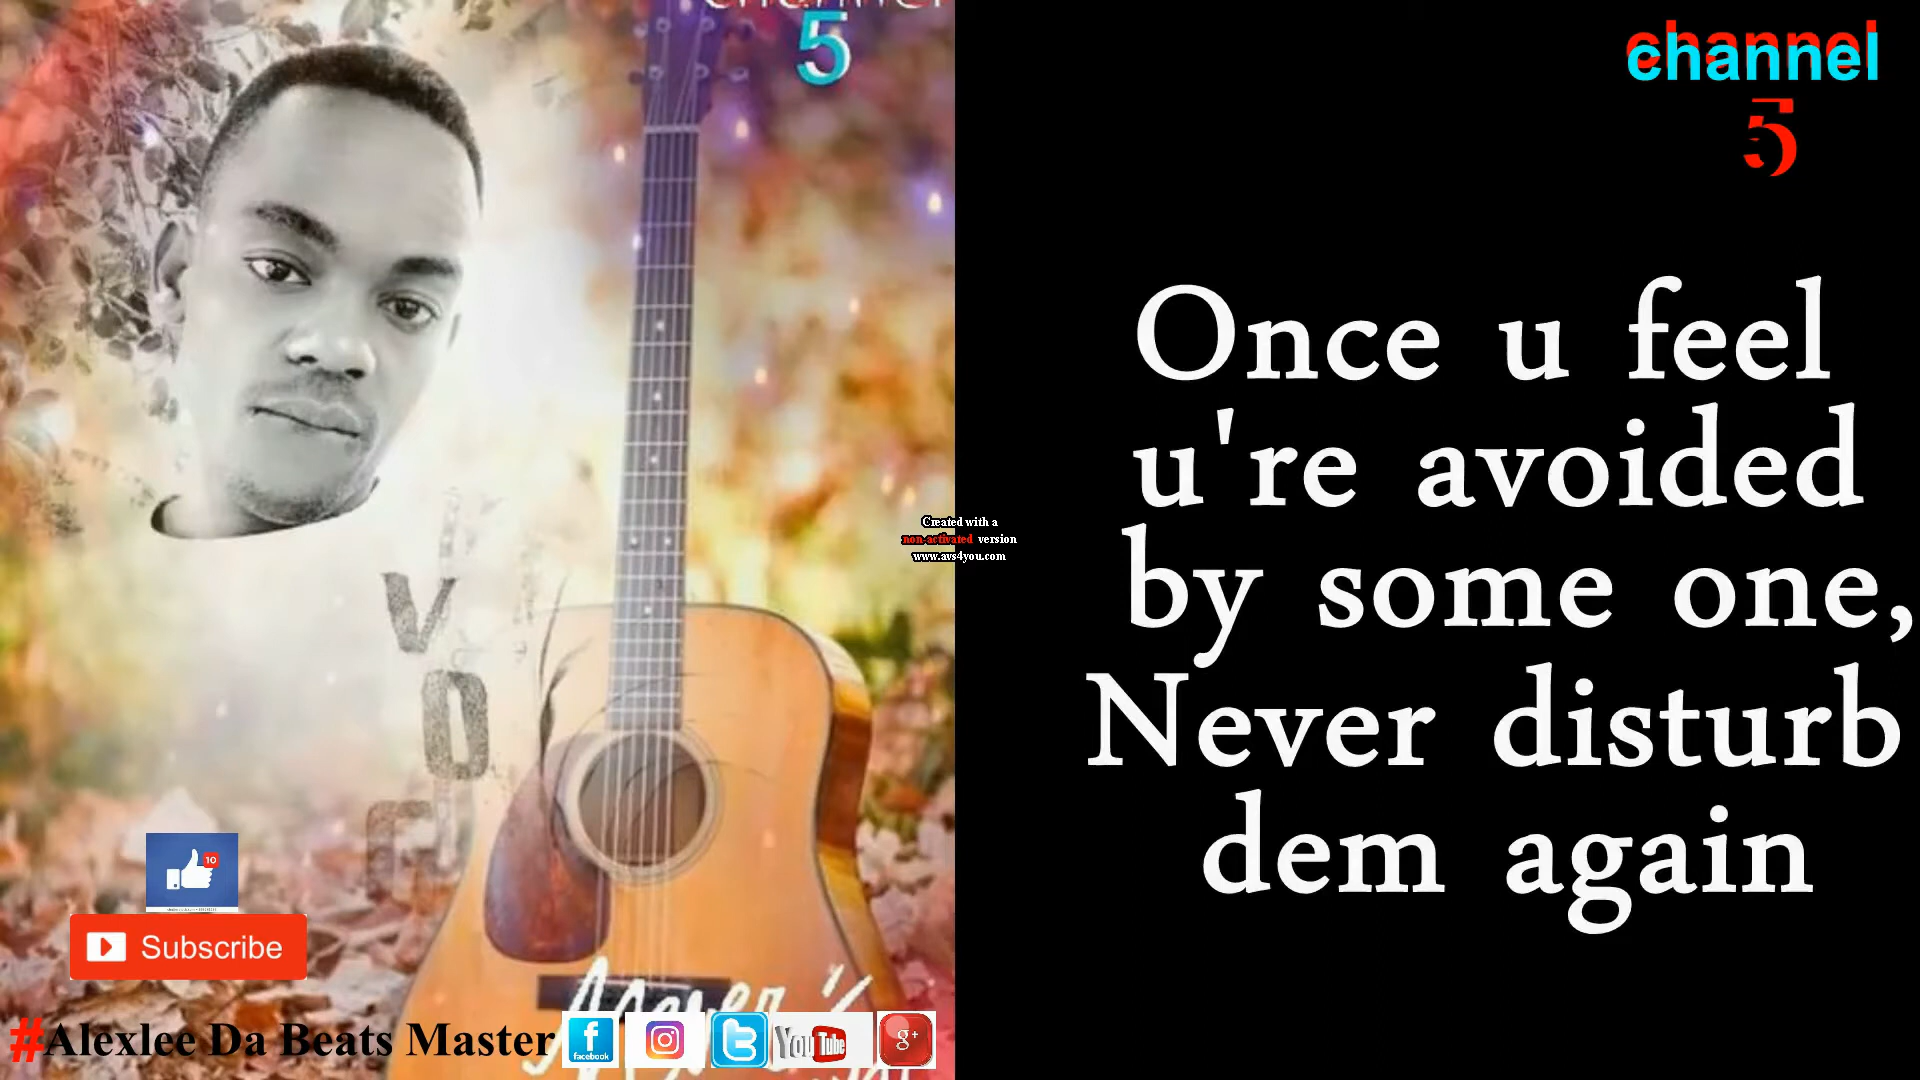 channel
5
channel
5
Once u feel
u're avoided
by some one,
Never disturb
dem again
Created with a
non-activated version
www.avs4you.com
10
Subscribe
#Alexlee Da Beats Master
facebook
You Tube
g+